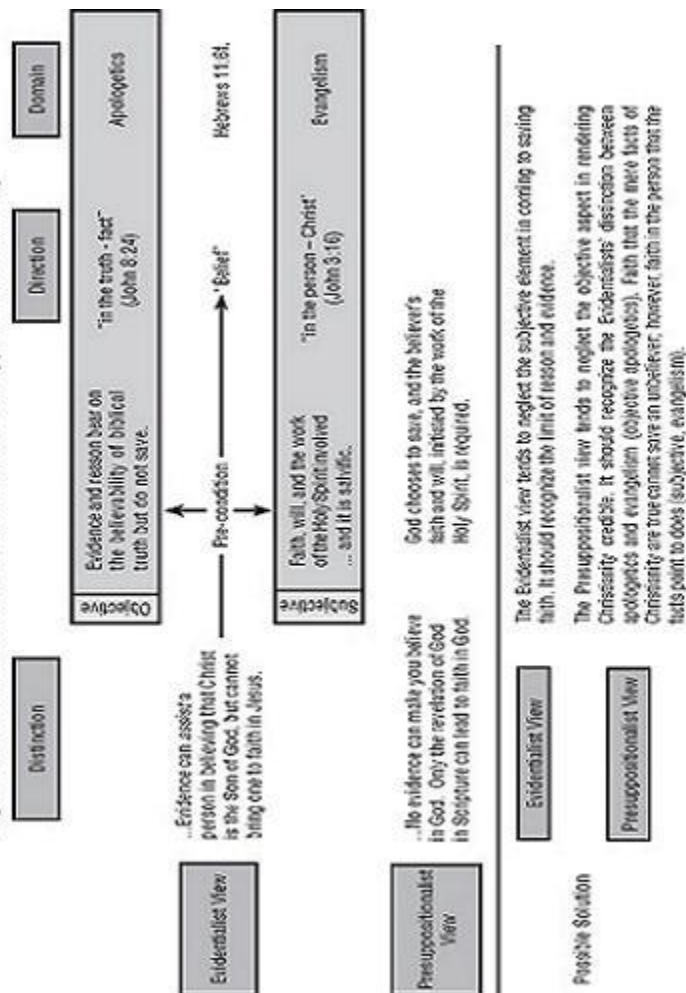 Distinction
Direction
Domain
Evidentialist View
...Evidence can assist a
person in believing that Christ
is the Son of God, but cannot
bring one to faith in Jesus.
Objective
Evidence and reason bear on
the believability of biblical
truth but do not save.
"in the truth - fact"
(John 8:24)
Apologetics
Pre-condition
"Belief"
Hebrews 11:6f.
Subjective
Faith, will, and the work
of the Holy Spirit involved
... and it is salvific.
"in the person – Christ"
(John 3:16)
Evangelism
Presuppositionalist
View
...No evidence can make you believe
in God. Only the revelation of God
in Scripture can lead to faith in God.
God chooses to save, and the believer's
faith and will, initiated by the work of the
Holy Spirit, is required.
Possible Solution
Evidentialist View
The Evidentialist view tends to neglect the subjective element in coming to saving
faith. It should recognize the limit of reason and evidence.
Presuppositionalist View
The Presuppositionalist view tends to neglect the objective aspect in rendering
Christianity credible. It should recognize the Evidentialists' distinction between
apologetics and evangelism (objective apologetics). Faith that the mere facts of
Christianity are true cannot save an unbeliever, however, faith in the person that the
facts point to does (subjective, evangelism).